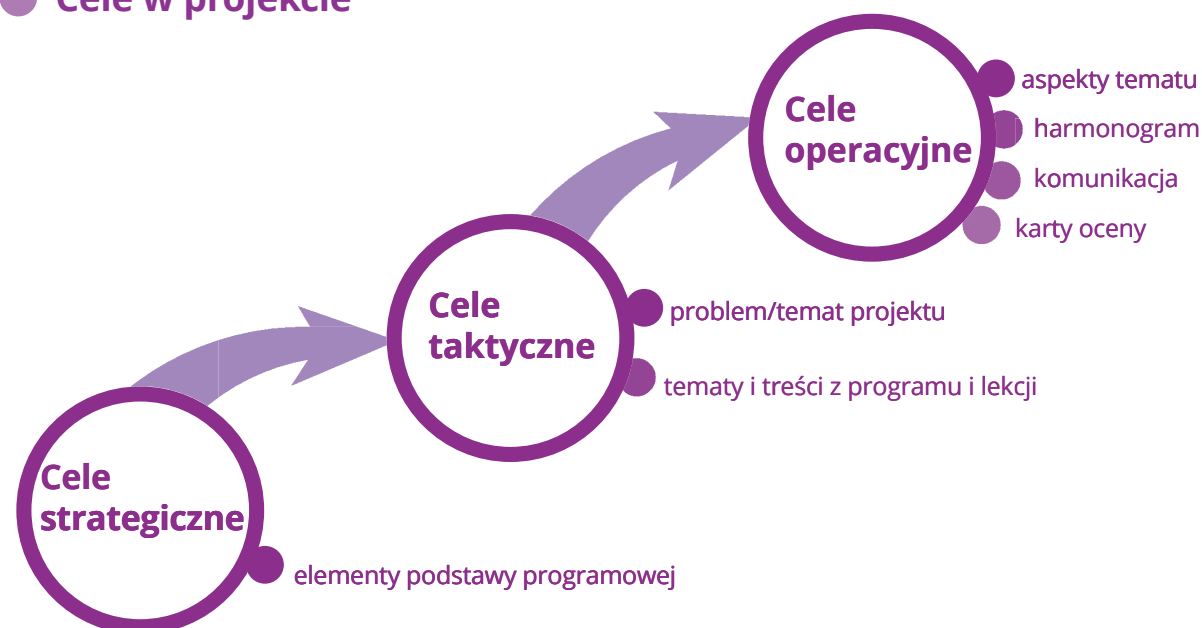 Cele w projekcie
Cele
operacyjne
aspekty tematu
harmonogram
komunikacja
karty oceny
Cele
taktyczne
problem/temat projektu
tematy i treści z programu i lekcji
Cele
strategiczne
elementy podstawy programowej